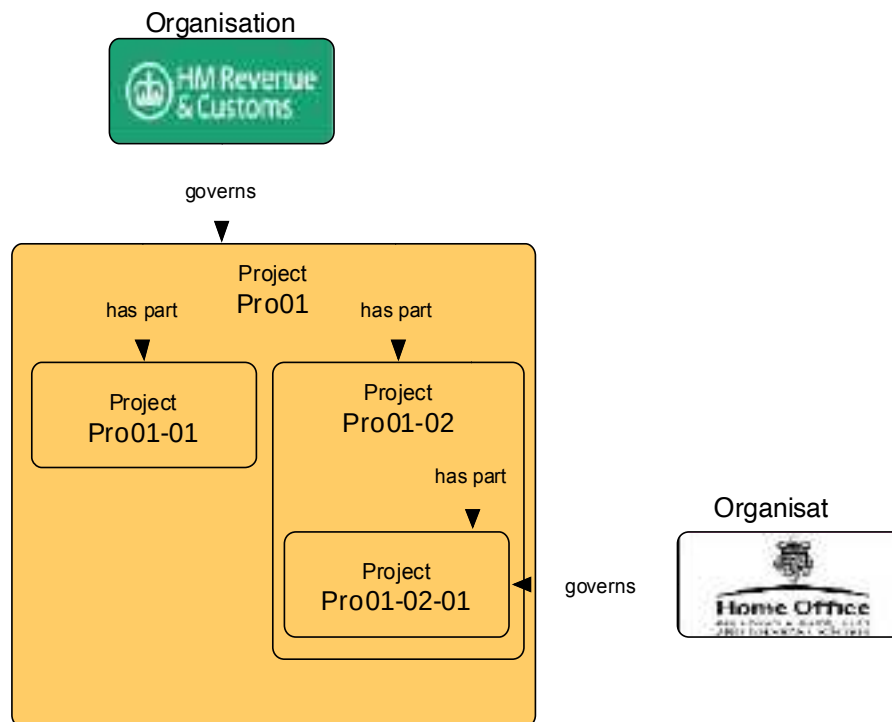 Organisation
HM Revenue
& Customs
governs
Project
Pro01
has part
has part
Project
Pro01-01
Project
Pro01-02
has part
Project
Pro01-02-01
governs
Organisat
Home Office